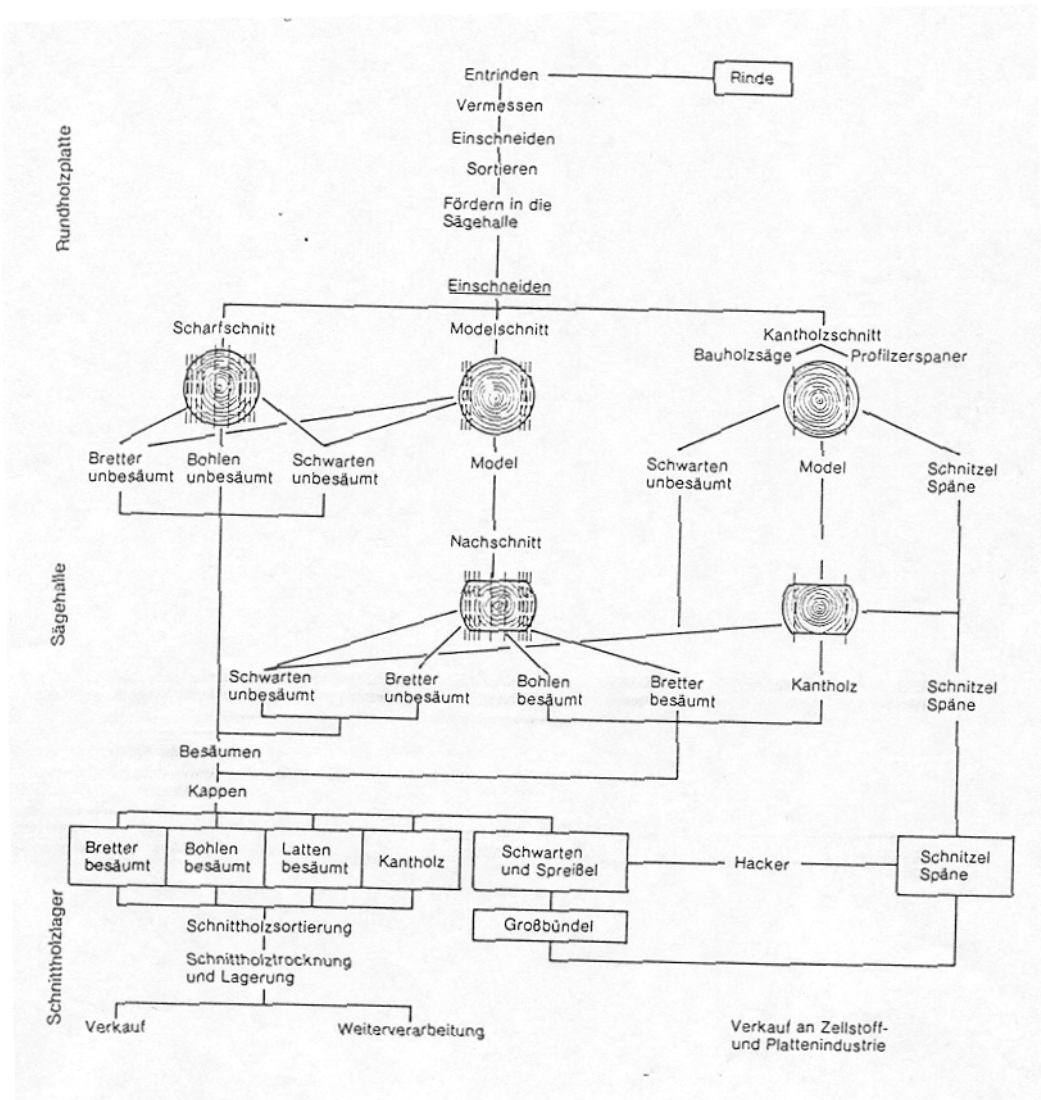 Rundholzplatte
Entrinden
Rinde
Vermessen
Einschneiden
Sortieren
Fördern in die
Sägehalle
Einschneiden
Sägehalle
Scharfschnitt
Modelschnitt
Kantholzschnitt
Bauholzsäge
Profilzerspaner
Bretter
unbesäumt
Bohlen
unbesäumt
Schwarten
unbesäumt
Model
Schwarten
unbesäumt
Model
Schnitzel
Späne
Nachschnitt
Schwarten
unbesäumt
Bretter
unbesäumt
Bohlen
besäumt
Bretter
besäumt
Kantholz
Schnitzel
Späne
Besäumen
Kappen
Schnittholzlager
Bretter
besäumt
Bohlen
besäumt
Latten
besäumt
Kantholz
Schwarten
und Spreißel
Hacker
Schnitzel
Späne
Großbündel
Schnittholzsortierung
Schnittholztrocknung
und Lagerung
Verkauf
Weiterverarbeitung
Verkauf an Zellstoff-
und Plattenindustrie